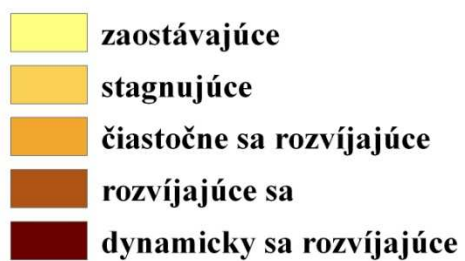 zaostávajúce
stagnujúce
čiastočne sa rozvíjajúce
rozvíjajúce sa
dynamicky sa rozvíjajúce